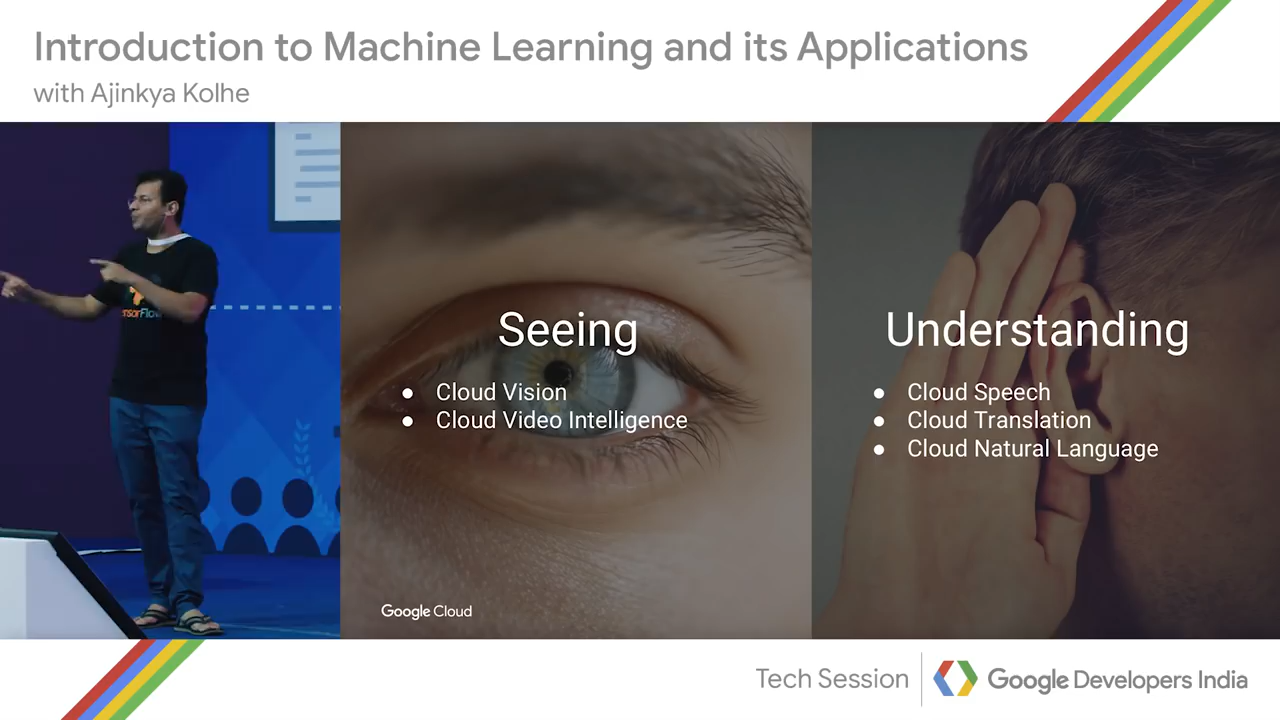 Introduction to Machine Learning and its Applications
with Ajinkya Kolhe
Seeing
● Cloud Vision
● Cloud Video Intelligence
Understanding
● Cloud Speech
● Cloud Translation
● Cloud Natural Language
Google Cloud
Tech Session
Google Developers India